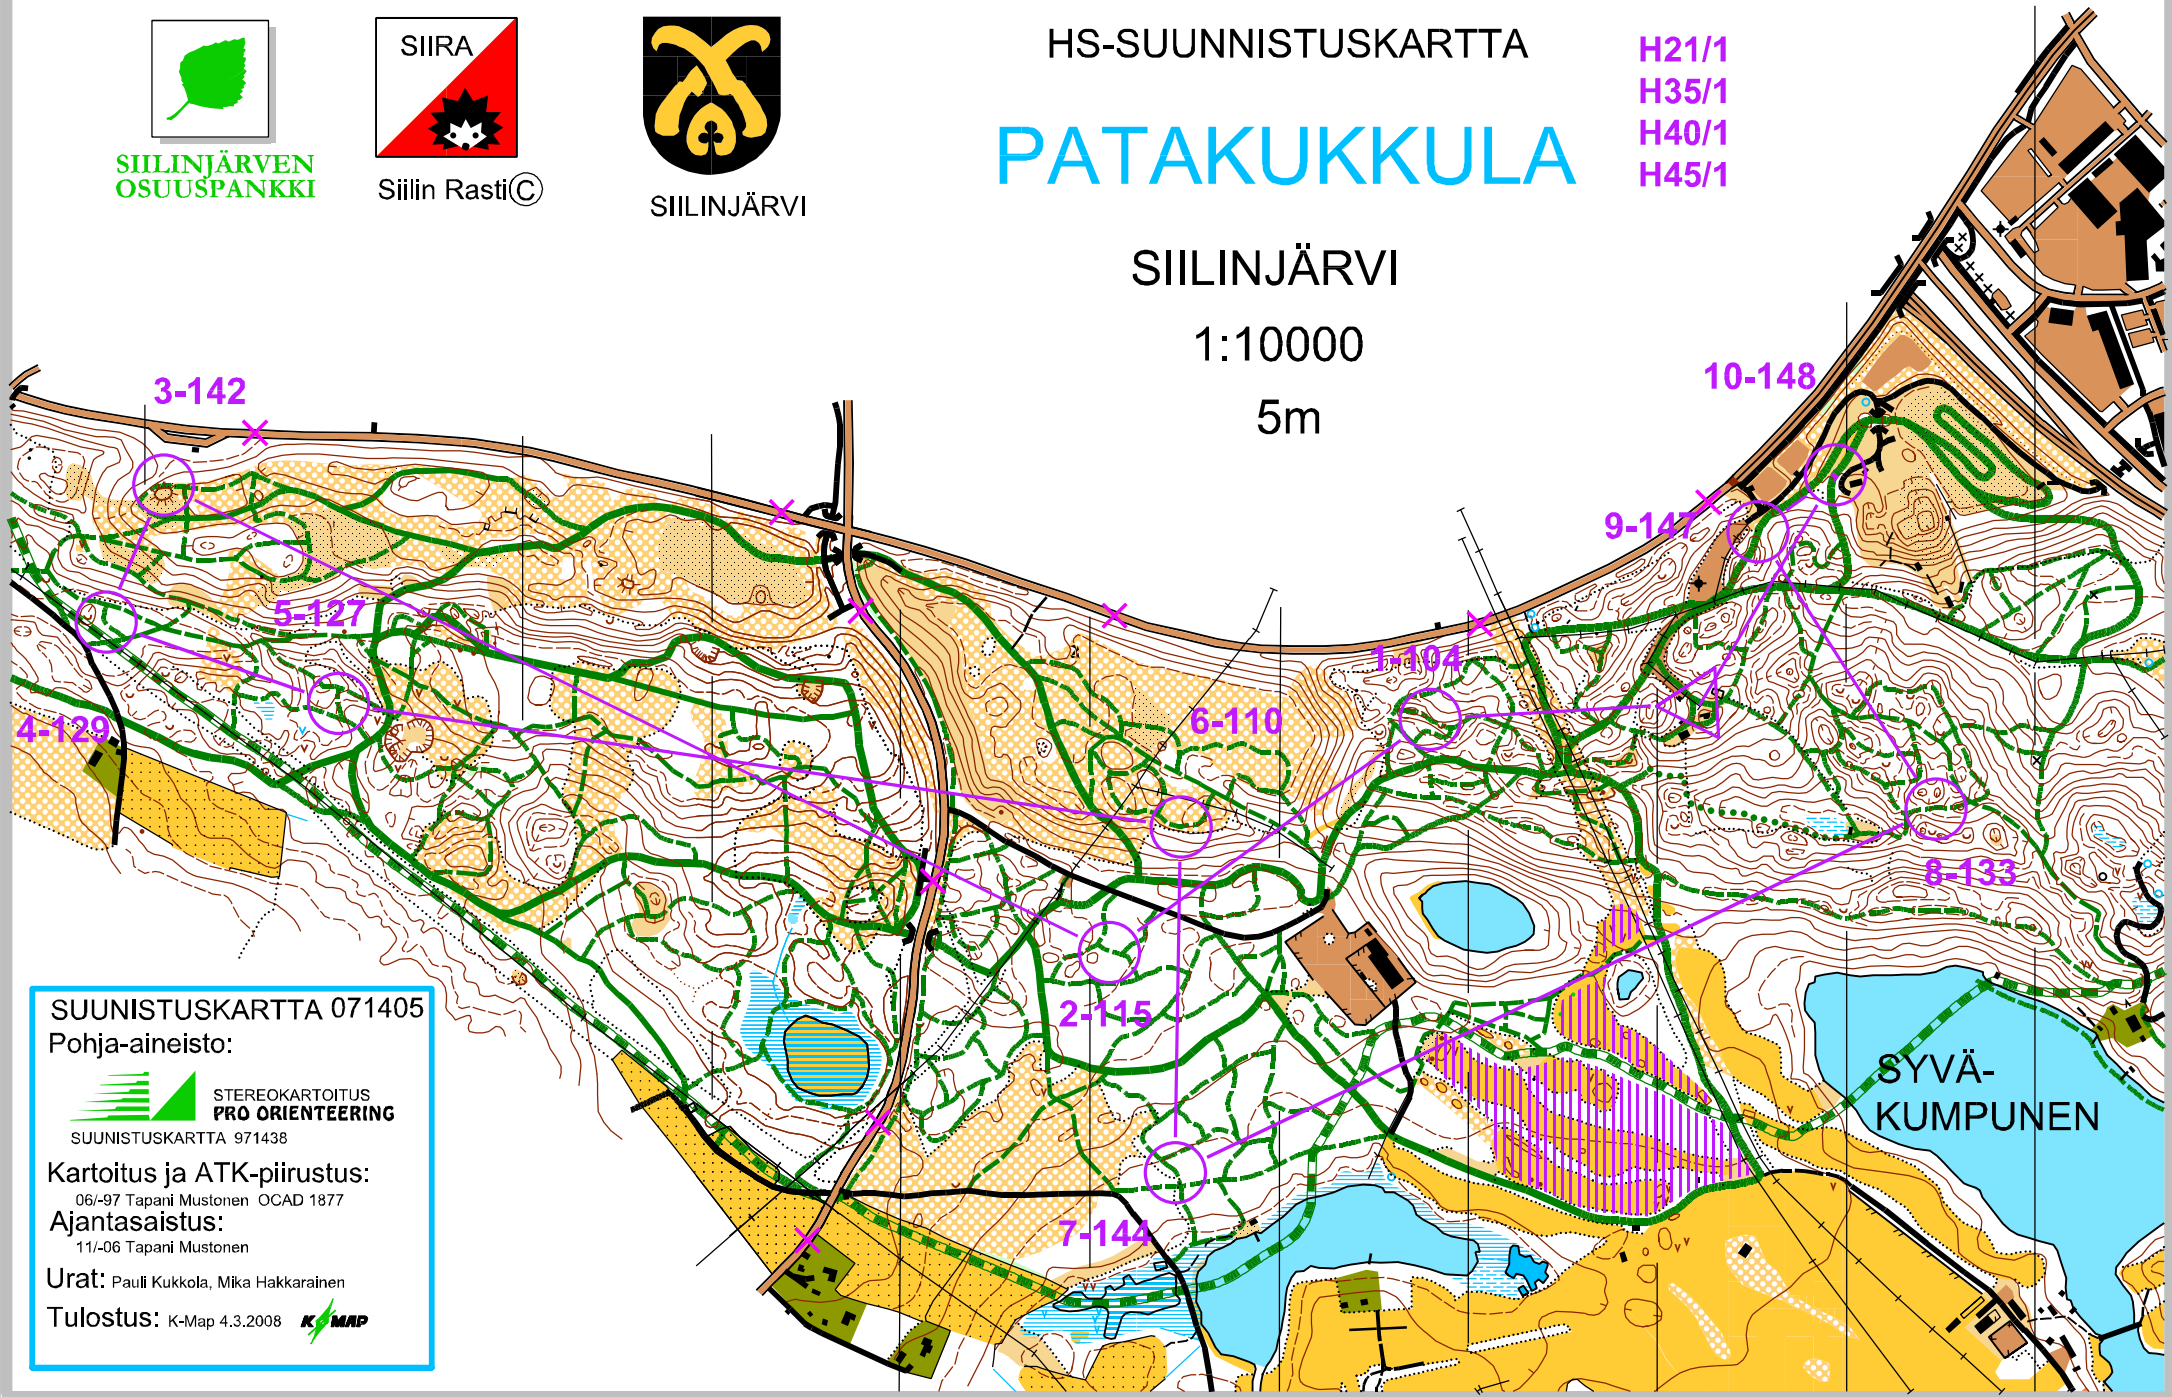 SIIRA
SIILINJÄRVEN
OSUUSPANKKI
Siilin Rasti©
SIILINJÄRVI
HS-SUUNNISTUSKARTTA
PATAKUKKULA
SIILINJÄRVI
1:10000
5m
H21/1
H35/1
H40/1
H45/1
3-142
10-148
9-147
5-127
1-104
6-110
4-129
8-133
2-115
7-144
SYVÄ-
KUMPUNEN
SUUNISTUSKARTTA 071405
Pohja-aineisto:
STEREOKARTOITUS
PRO ORIENTEERING
SUUNISTUSKARTTA 971438
Kartoitus ja ATK-piirustus:
06/-97 Tapani Mustonen OCAD 1877
Ajantasaistus:
11/-06 Tapani Mustonen
Urat: Pauli Kukkola, Mika Hakkarainen
Tulostus: K-Map 4.3.2008 K-MAP